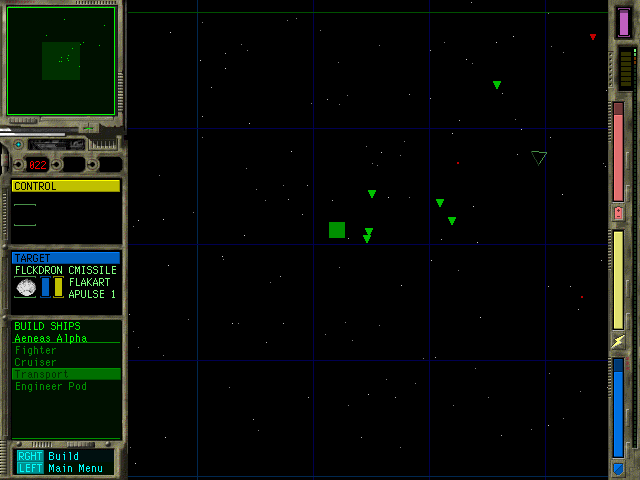 022
CONTROL
TARGET
FLCKDRON CMISSILE
FLAKART
APULSE 1
BUILD SHIPS
Aeneas Alpha
Fighter
Cruiser
Transport
Engineer Pod
RGHT Build
LEFT Main Menu